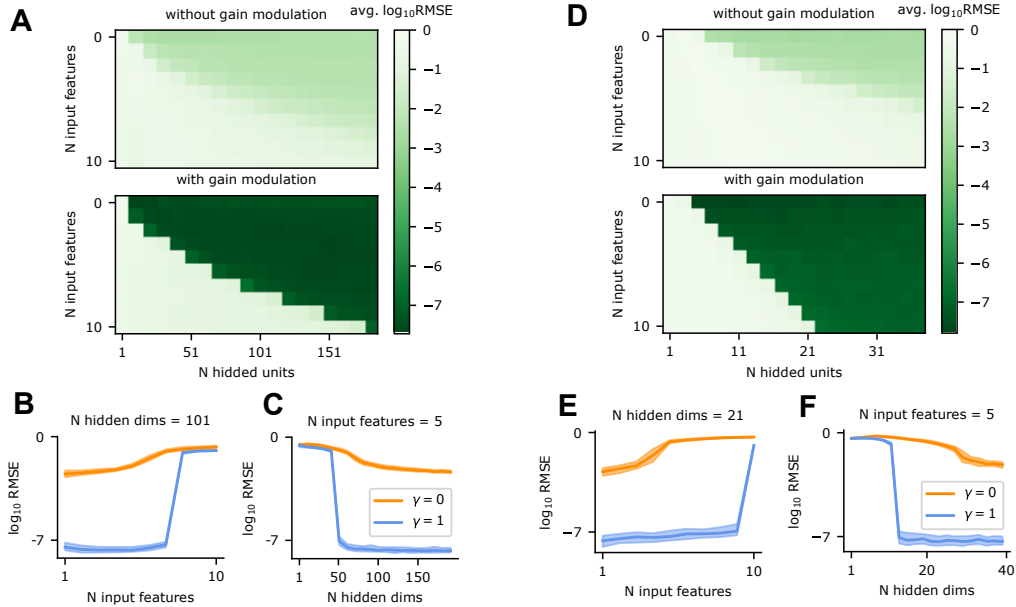 A
without gain modulation
avg. log10RMSE
N input features
0
10
with gain modulation
N input features
0
10
1
51
101
151
N hidded units
0
−1
−2
−3
−4
−5
−6
−7
D
without gain modulation
avg. log10RMSE
N input features
0
10
with gain modulation
N input features
0
10
1
11
21
31
N hidded units
0
−1
−2
−3
−4
−5
−6
−7
B
N hidden dims = 101
log10 RMSE
0
-7
1
10
N input features
C
N input features = 5
log10 RMSE
0
-7
γ = 0
γ = 1
1
50
100
150
N hidden dims
E
N hidden dims = 21
log10 RMSE
0
−7
1
10
N input features
F
N input features = 5
log10 RMSE
0
−7
γ = 0
γ = 1
1
20
40
N hidden dims